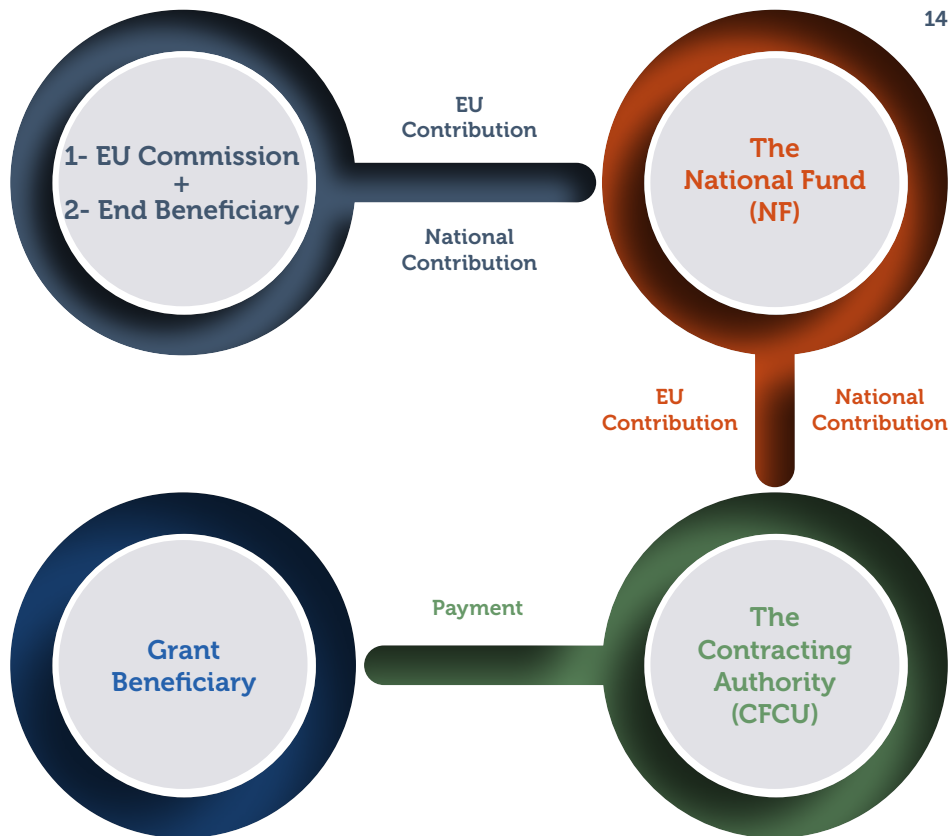 14
1- EU Commission
+
2- End Beneficiary
EU
Contribution
National
Contribution
The
National Fund
(NF)
EU
Contribution
National
Contribution
The
Contracting
Authority
(CFCU)
Payment
Grant
Beneficiary